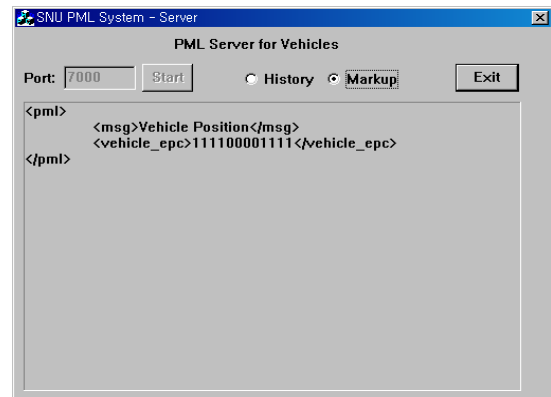 SNU PML System - Server
PML Server for Vehicles
Port: 7000 Start History Markup Exit
<pml>
<msg>Vehicle Position</msg>
<vehicle_epc>111100001111</vehicle_epc>
</pml>